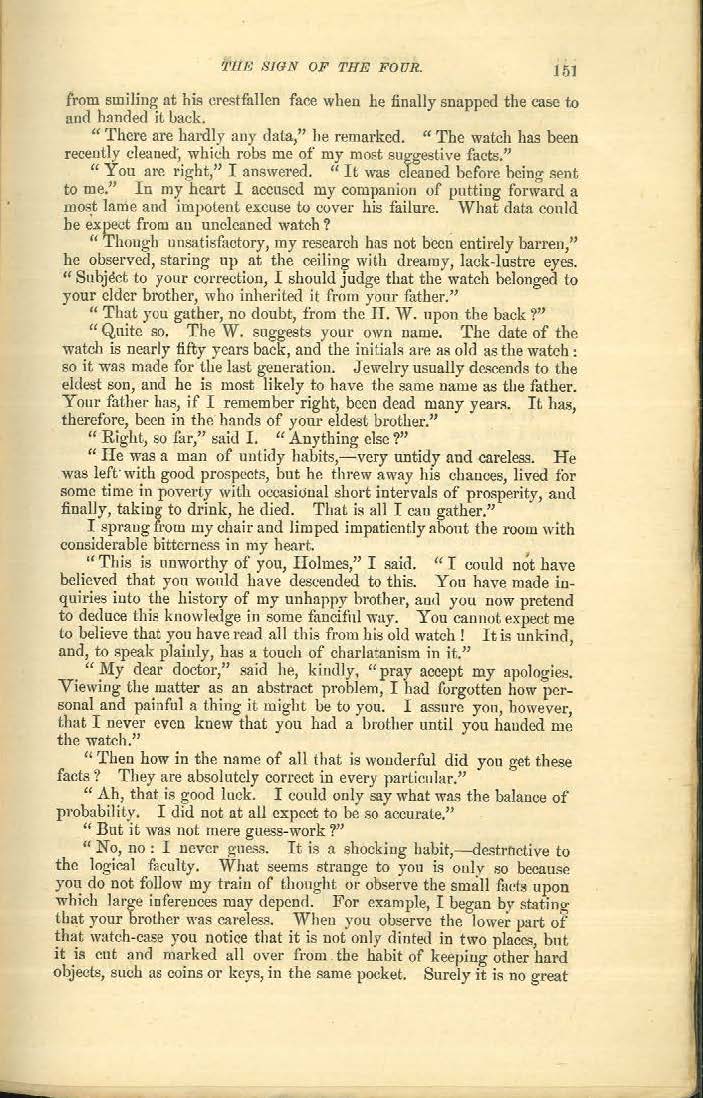 THE SIGN OF THE FOUR. 151
from smiling at his crestfallen face when he finally snapped the case to
and handed it back.
“ There are hardly any data,” he remarked. “ The watch has been
recently cleaned, which robs me of my most suggestive facts.”
“ You are right,” I answered. “ It was cleaned before being sent
to me.” In my heart I accused my companion of putting forward a
most lame and impotent excuse to cover his failure. What data could
he expect from an uncleaned watch ?
“ Though unsatisfactory, my research has not been entirely barren,”
he observed, staring up at the ceiling with dreamy, lack-lustre eyes.
“ Subject to your correction, I should judge that the watch belonged to
your elder brother, who inherited it from your father.”
“ That you gather, no doubt, from the H. W. upon the back ?”
“ Quite so. The W. suggests your own name. The date of the
watch is nearly fifty years back, and the initials are as old as the watch :
so it was made for the last generation. Jewelry usually descends to the
eldest son, and he is most likely to have the same name as the father.
Your father has, if I remember right, been dead many years. It has,
therefore, been in the hands of your eldest brother.”
“ Right, so far,” said I. “ Anything else ?”
“ He was a man of untidy habits,—very untidy and careless. He
was left with good prospects, but he threw away his chances, lived for
some time in poverty with occasional short intervals of prosperity, and
finally, taking to drink, he died. That is all I can gather.”
I sprang from my chair and limped impatiently about the room with
considerable bitterness in my heart.
“ This is unworthy of you, Holmes,” I said. “ I could not have
believed that you would have descended to this. You have made in-
quiries into the history of my unhappy brother, and you now pretend
to deduce this knowledge in some fanciful way. You cannot expect me
to believe that you have read all this from his old watch ! It is unkind,
and, to speak plainly, has a touch of charlatanism in it.”
“ My dear doctor,” said he, kindly, “ pray accept my apologies.
Viewing the matter as an abstract problem, I had forgotten how per-
sonal and painful a thing it might be to you. I assure you, however,
that I never even knew that you had a brother until you handed me
the watch.”
“ Then how in the name of all that is wonderful did you get these
facts ? They are absolutely correct in every particular.”
“ Ah, that is good luck. I could only say what was the balance of
probability. I did not at all expect to be so accurate.”
“ But it was not mere guess-work ?”
“ No, no : I never guess. It is a shocking habit,—destructive to
the logical faculty. What seems strange to you is only so because
you do not follow my train of thought or observe the small facts upon
which large inferences may depend. For example, I began by stating
that your brother was careless. When you observe the lower part of
that watch-case you notice that it is not only dinted in two places, but
it is cut and marked all over from the habit of keeping other hard
objects, such as coins or keys, in the same pocket. Surely it is no great